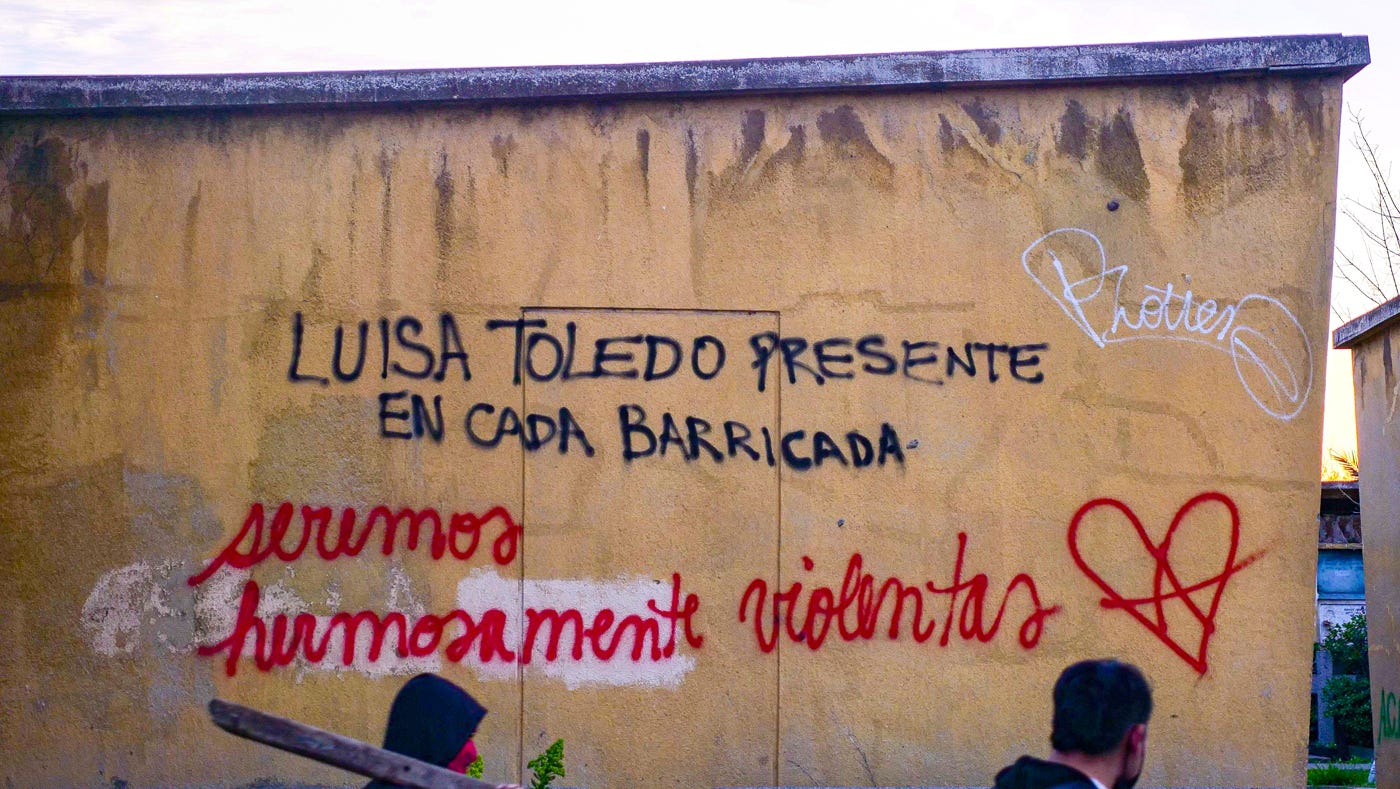 LUISA TOLEDO PRESENTE
EN CADA BARRICADA
seremos
hermosamente violentas